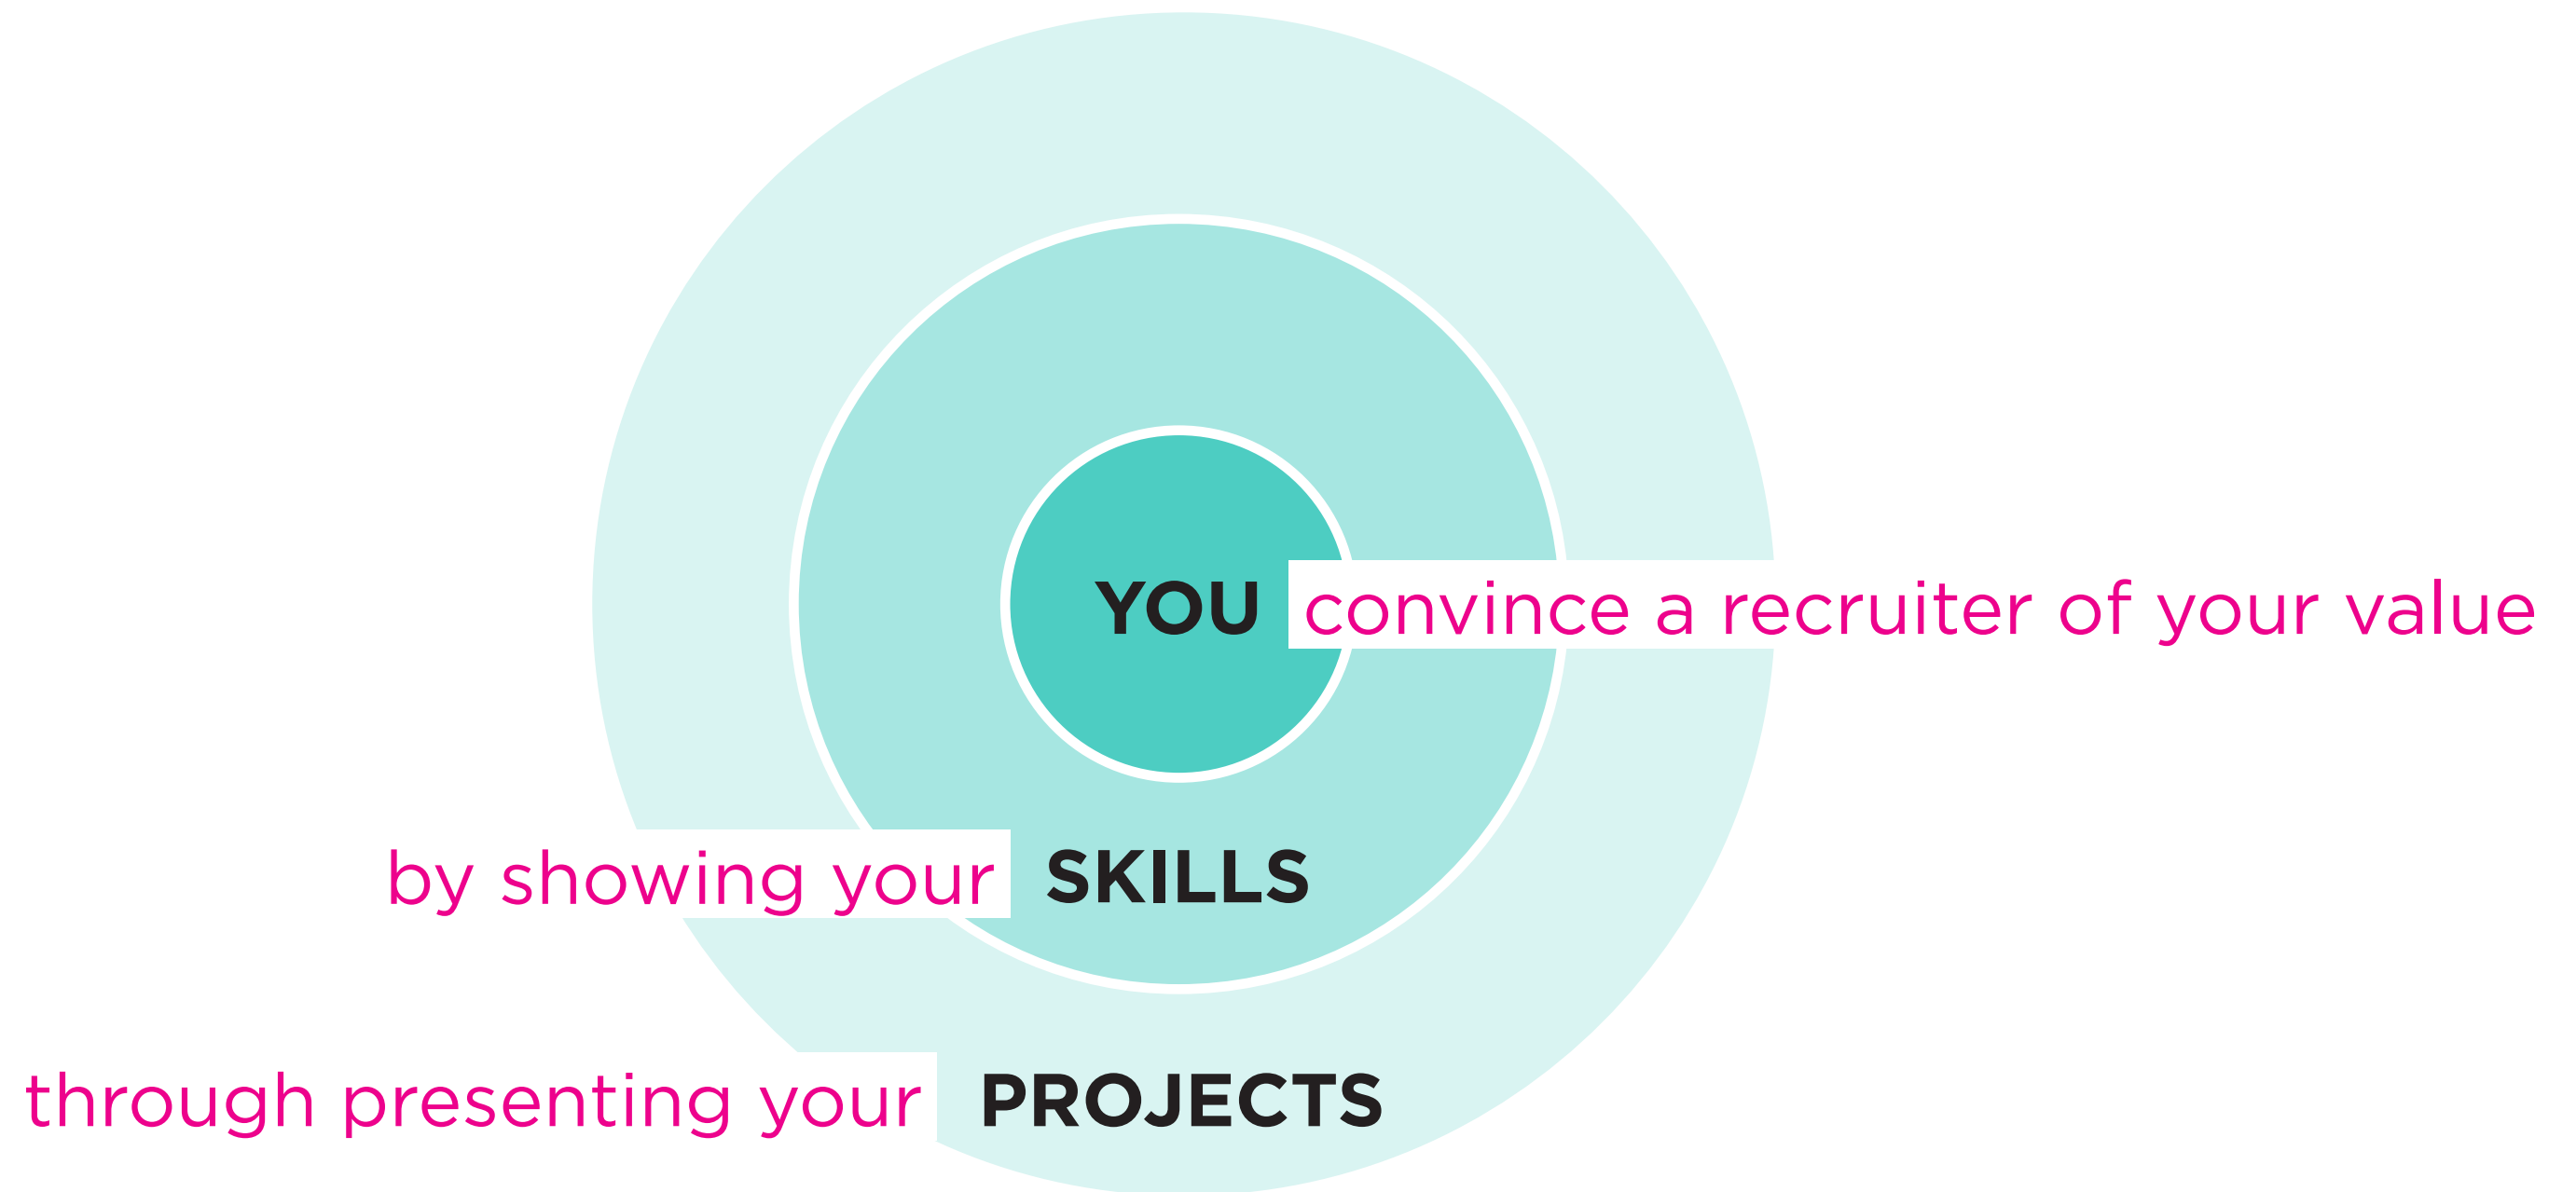 YOU convince a recruiter of your value
by showing your SKILLS
through presenting your PROJECTS